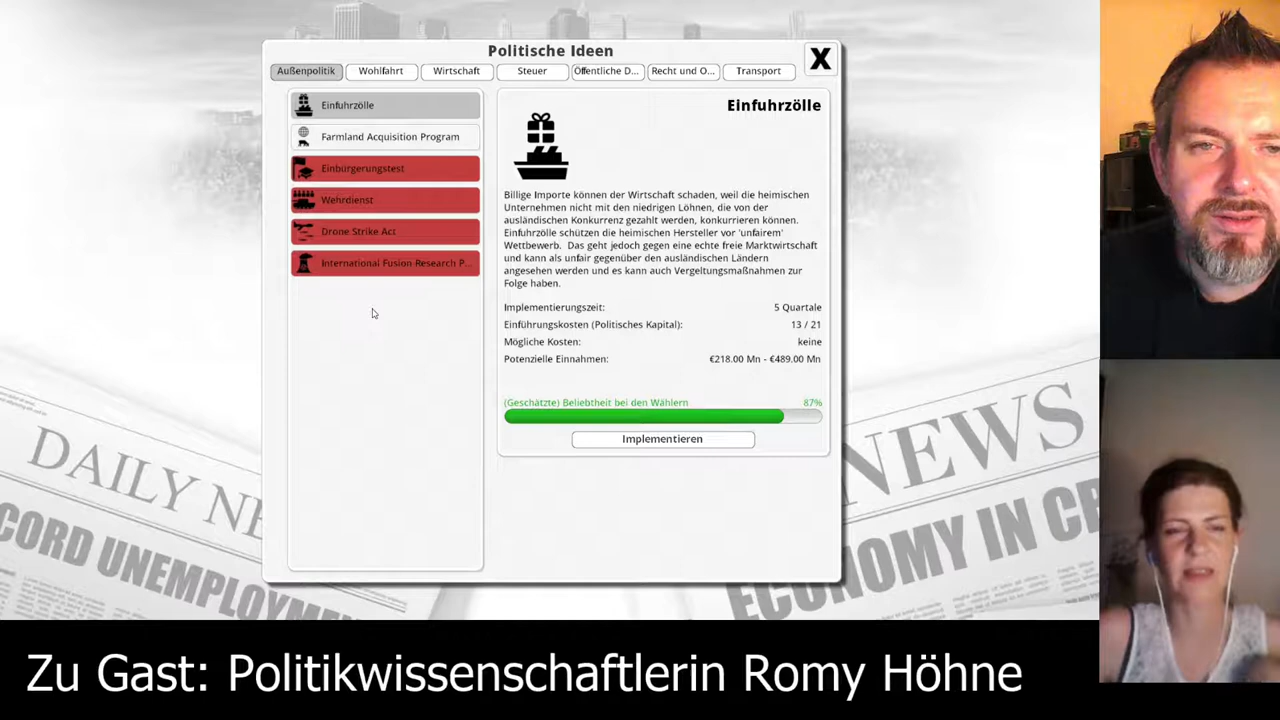 Politische Ideen
X
Außenpolitik
Wohlfahrt
Wirtschaft
Steuer
Öffentliche D...
Recht und O...
Transport
Einfuhrzölle
Farmland Acquisition Program
Einbürgerungstest
Wehrdienst
Drone Strike Act
International Fusion Research P...
Einfuhrzölle
Billige Importe können der Wirtschaft schaden, weil die heimischen
Unternehmen nicht mit den niedrigen Löhnen, die von der
ausländischen Konkurrenz gezahlt werden, konkurrieren können.
Einfuhrzölle schützen die heimischen Hersteller vor 'unfairem'
Wettbewerb. Das geht jedoch gegen eine echte freie Marktwirtschaft
und kann als unfair gegenüber den ausländischen Ländern
angesehen werden und es kann auch Vergeltungsmaßnahmen zur
Folge haben.
Implementierungszeit: 5 Quartale
Einführungskosten (Politisches Kapital): 13 / 21
Mögliche Kosten: keine
Potenzielle Einnahmen: €218.00 Mn - €489.00 Mn
(Geschätzte) Beliebtheit bei den Wählern 87%
Implementieren
DAILY NE
CORD UNEMPLOYME
NEWS
ECONOMY IN CR
Zu Gast: Politikwissenschaftlerin Romy Höhne